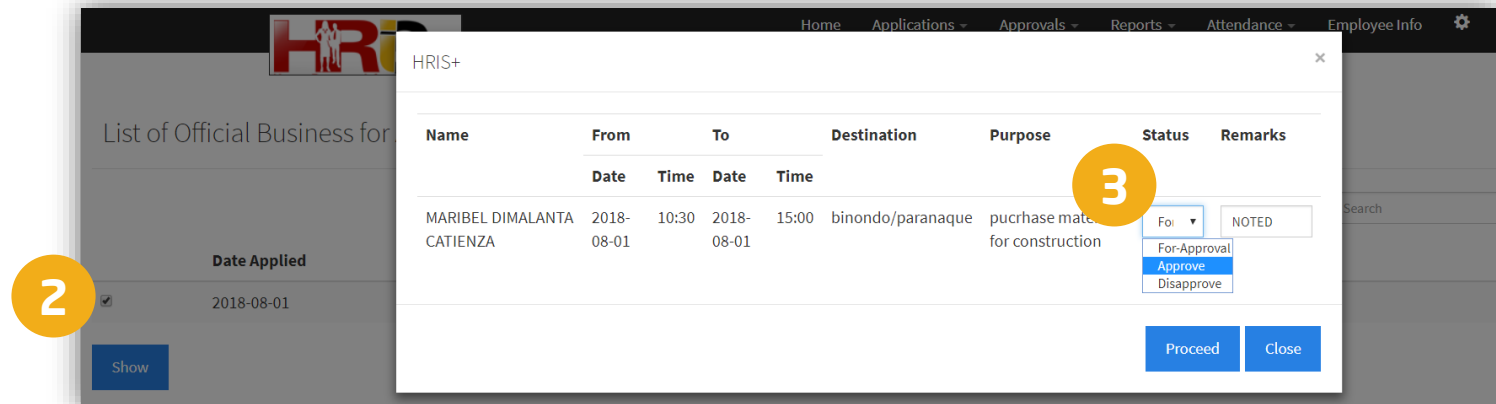 HRi
Home Applications Approvals Reports Attendance Employee Info
HRIS+ ×
List of Official Business for
Name From To Destination Purpose Status Remarks
Date Time Date Time
3
MARIBEL DIMALANTA 2018- 10:30 2018- 15:00 binondo/paranaque pucrhase mate For NOTED
CATIENZA 08-01 08-01 for construction
Search
For-Approval
Approve
Disapprove
Date Applied
2
2018-08-01
Proceed Close
Show